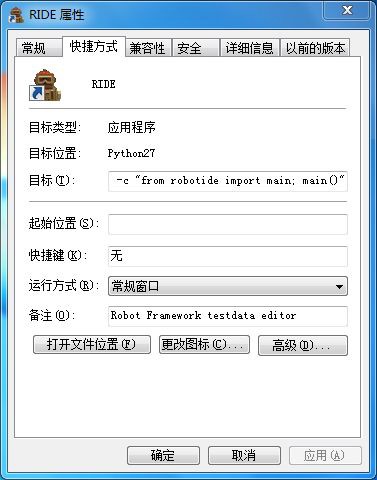 RIDE 属性
常规 快捷方式 兼容性 安全 详细信息 以前的版本
RIDE
目标类型: 应用程序
目标位置: Python27
目标(T): -c "from robotide import main; main()"
起始位置(S):
快捷键(K): 无
运行方式(R): 常规窗口
备注(O): Robot Framework testdata editor
打开文件位置(F) 更改图标(C)... 高级(D)...
确定 取消 应用(A)